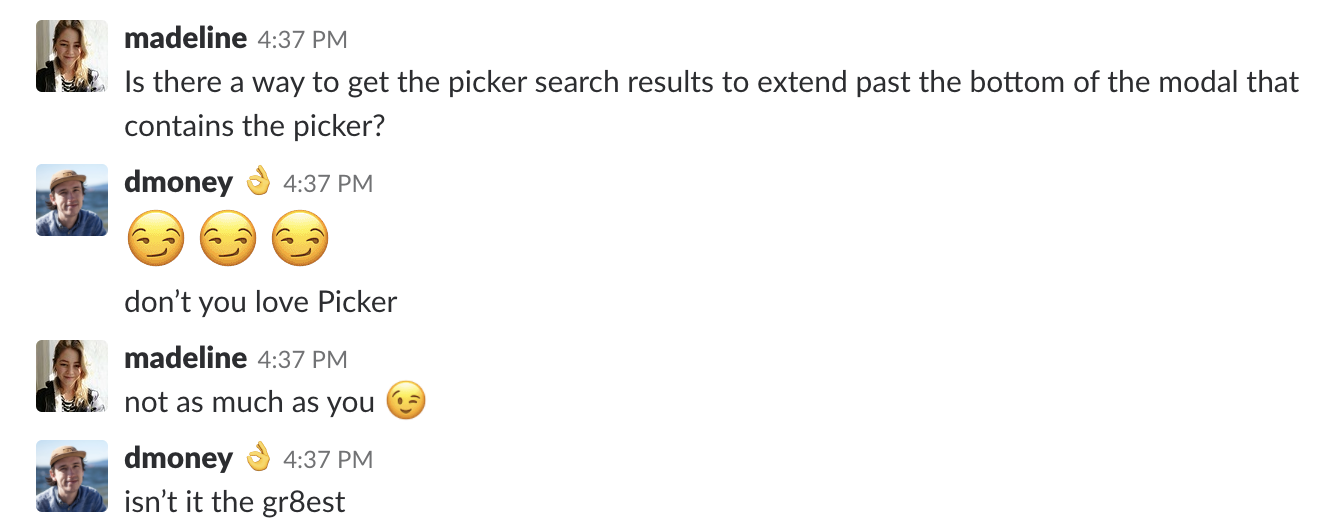 madeline 4:37 PM
Is there a way to get the picker search results to extend past the bottom of the modal that
contains the picker?
dmoney 👌 4:37 PM
😏 😏 😏
don’t you love Picker
madeline 4:37 PM
not as much as you 😉
dmoney 👌 4:37 PM
isn’t it the gr8est